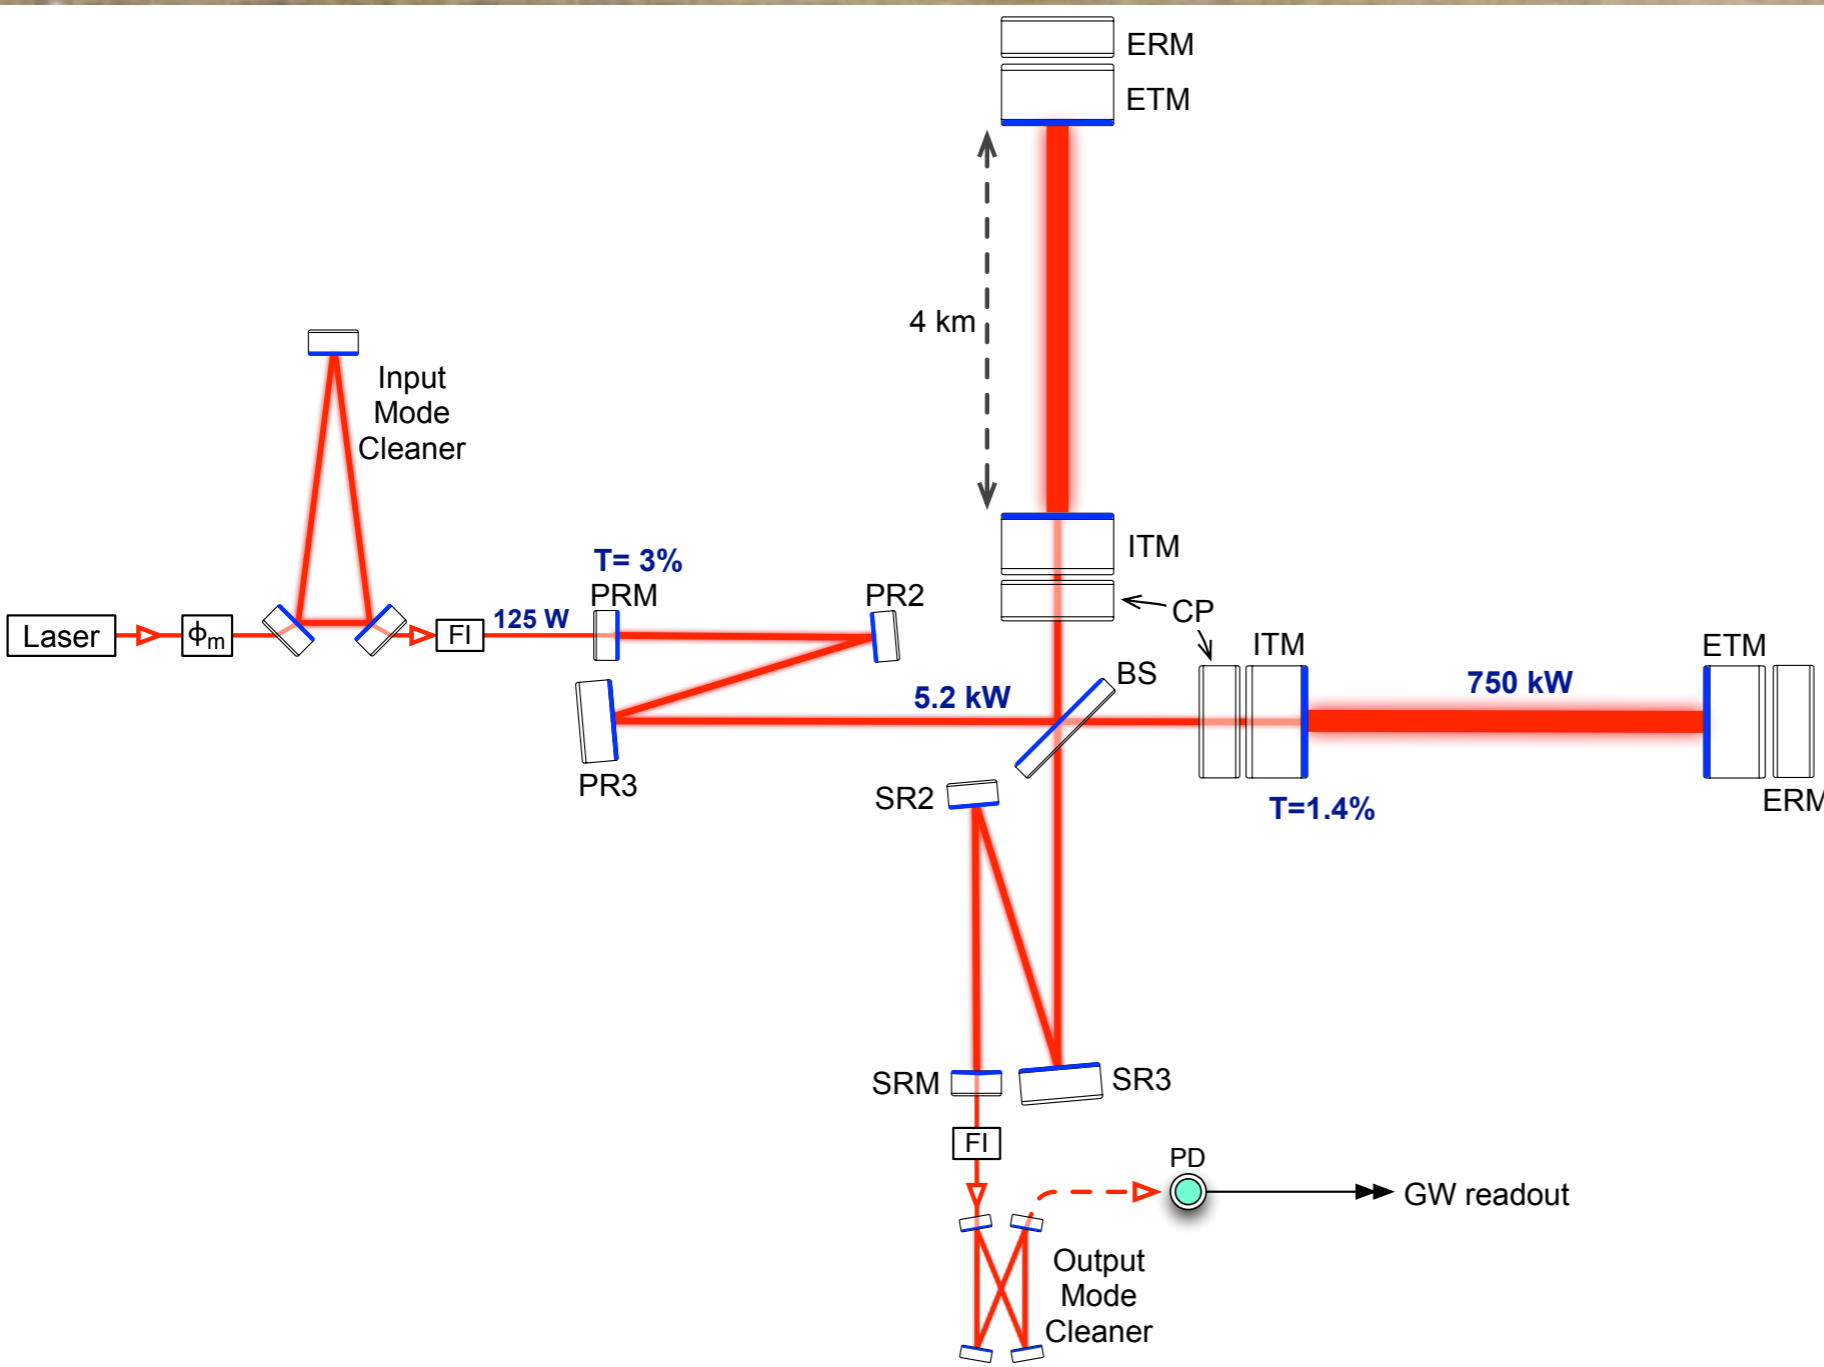 ERM
ETM
4 km
Input
Mode
Cleaner
ITM
T= 3%
PRM
PR2
CP
Laser
ϕm
FI
125 W
ITM
ETM
BS
5.2 kW
750 kW
PR3
SR2
T=1.4%
ERM
SRM
SR3
FI
PD
GW readout
Output
Mode
Cleaner